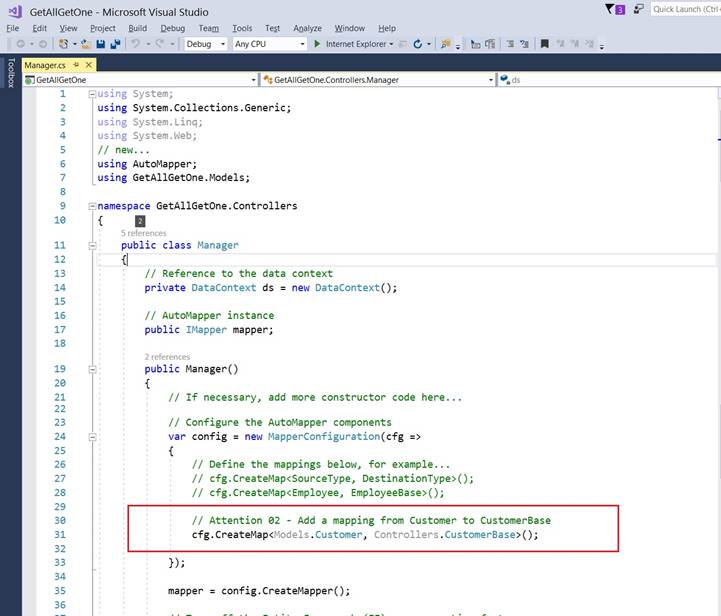 GetAllGetOne - Microsoft Visual Studio
3
Quick Launch (Ctrl+
File Edit View Project Build Debug Team Tools Test Analyze Window Help
Debug Any CPU Internet Explorer
Toolbox
Manager.cs
GetAllGetOne GetAllGetOne.Controllers.Manager ds
1 using System;
2 using System.Collections.Generic;
3 using System.Linq;
4 using System.Web;
5 // new...
6 using AutoMapper;
7 using GetAllGetOne.Models;
8
9 namespace GetAllGetOne.Controllers
10 {
2
5 references
11 public class Manager
12 {
13 // Reference to the data context
14 private DataContext ds = new DataContext();
15
16 // AutoMapper instance
17 public IMapper mapper;
18
2 references
19 public Manager()
20 {
21 // If necessary, add more constructor code here...
22
23 // Configure the AutoMapper components
24 var config = new MapperConfiguration(cfg =>
25 {
26 // Define the mappings below, for example...
27 // cfg.CreateMap<SourceType, DestinationType>();
28 // cfg.CreateMap<Employee, EmployeeBase>();
29
30 // Attention 02 - Add a mapping from Customer to CustomerBase
31 cfg.CreateMap<Models.Customer, Controllers.CustomerBase>();
32
33 });
34
35 mapper = config.CreateMapper();
36